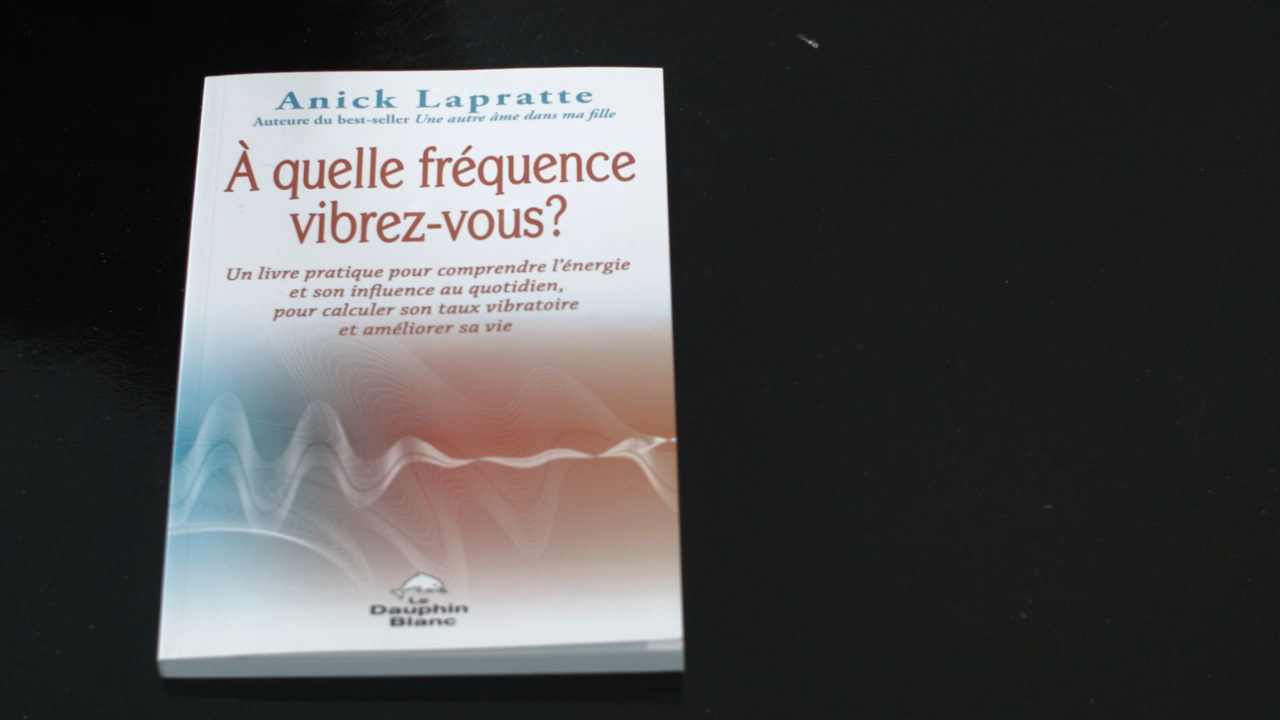 Anick Lapratte
Auteure du best-seller Une autre âme dans ma fille
À quelle fréquence
vibrez-vous?
Un livre pratique pour comprendre l'énergie
et son influence au quotidien,
pour calculer son taux vibratoire
et améliorer sa vie
Le
Dauphin
Blanc